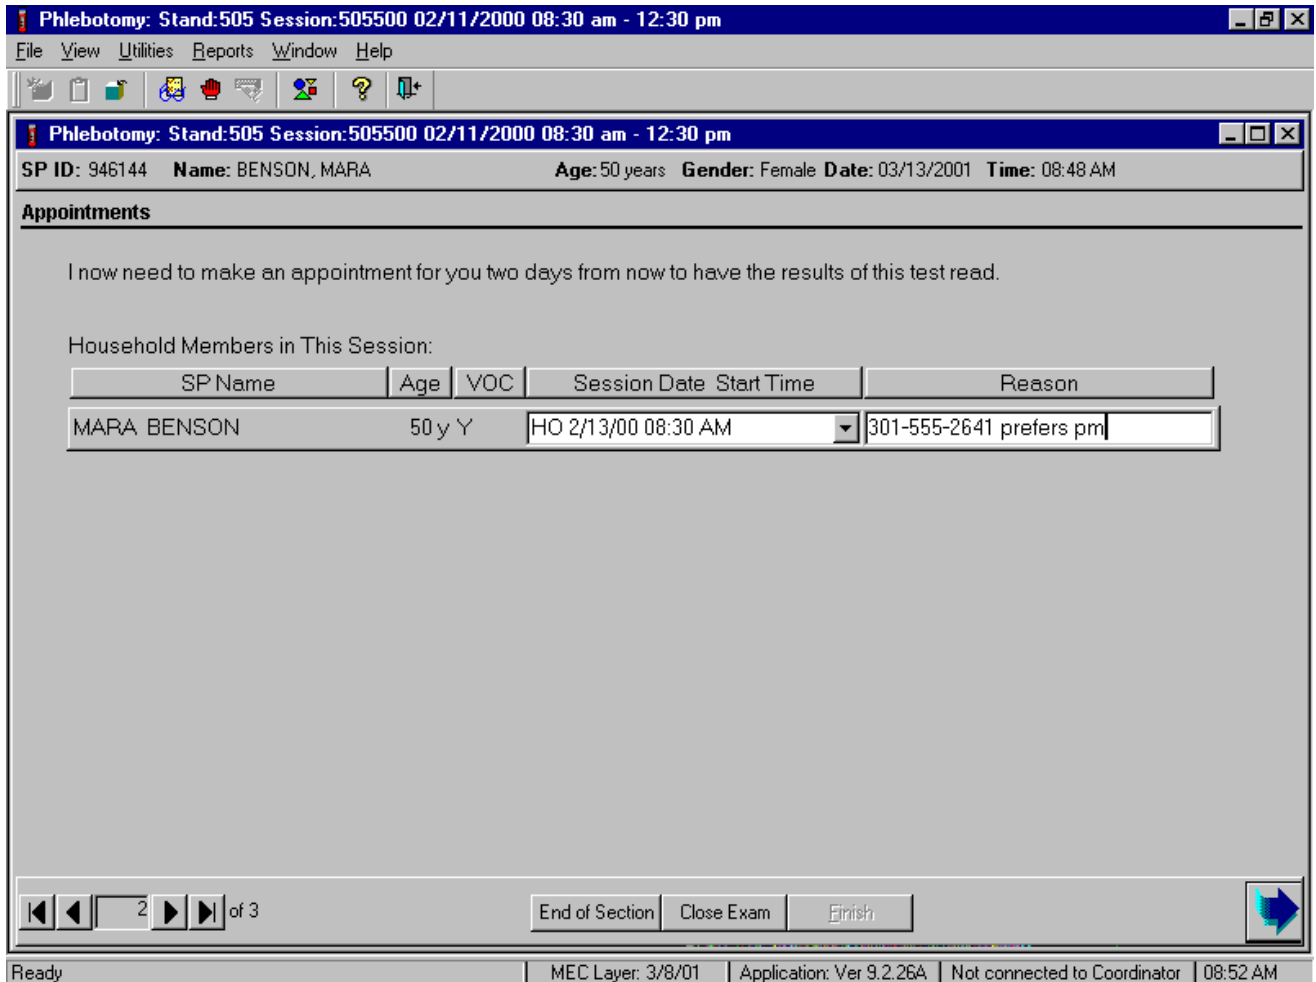 Phlebotomy: Stand:505 Session:505500 02/11/2000 08:30 am - 12:30 pm
File View Utilities Reports Window Help
Phlebotomy: Stand:505 Session:505500 02/11/2000 08:30 am - 12:30 pm
SP ID: 946144 Name: BENSON, MARA Age: 50 years Gender: Female Date: 03/13/2001 Time: 08:48 AM
Appointments
I now need to make an appointment for you two days from now to have the results of this test read.
Household Members in This Session:
SP Name Age VOC Session Date Start Time Reason
MARA BENSON 50 y Y HO 2/13/00 08:30 AM 301-555-2641 prefers pm
2 of 3 End of Section Close Exam Finish
Ready MEC Layer: 3/8/01 Application: Ver 9.2.26A Not connected to Coordinator 08:52 AM